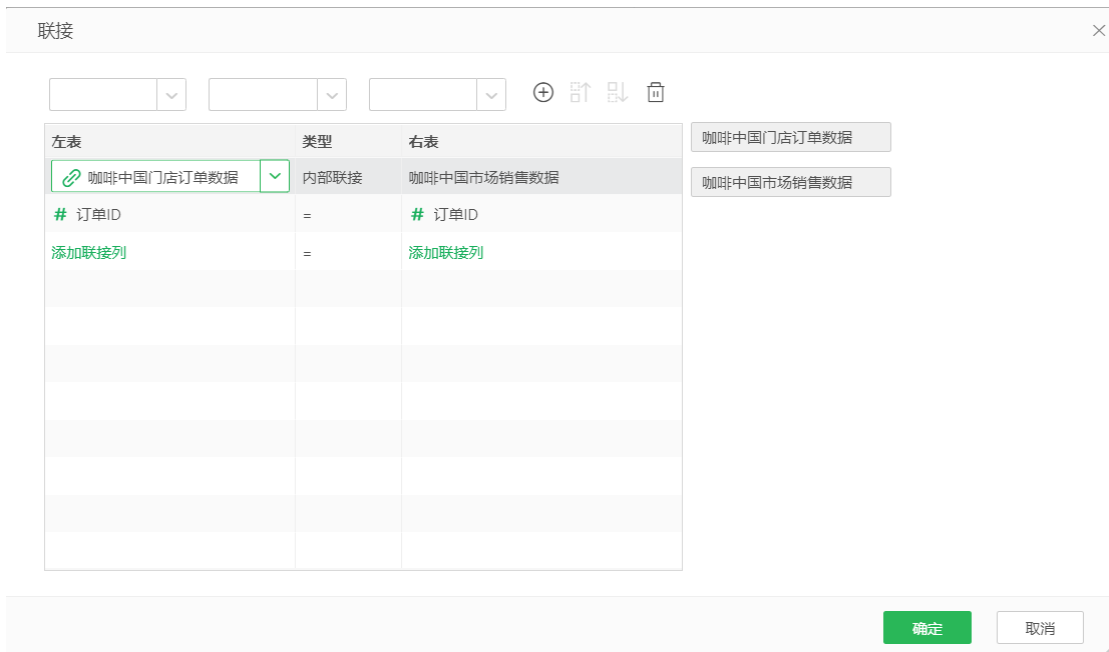 联接
左表 类型 右表
咖啡中国门店订单数据 内部联接 咖啡中国市场销售数据
# 订单ID = # 订单ID
添加联接列 = 添加联接列
咖啡中国门店订单数据
咖啡中国市场销售数据
确定 取消